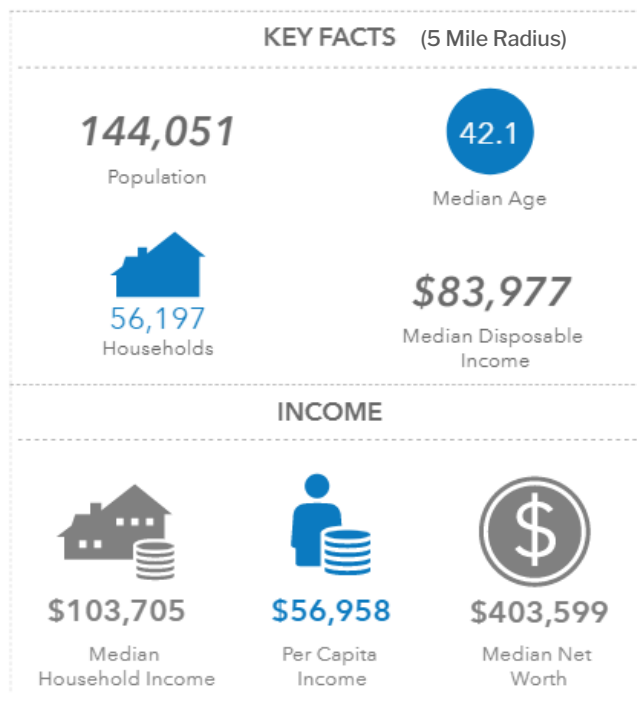 KEY FACTS (5 Mile Radius)
144,051
Population
42.1
Median Age
56,197
Households
$83,977
Median Disposable
Income
INCOME
$103,705
Median
Household Income
$56,958
Per Capita
Income
$
$403,599
Median Net
Worth